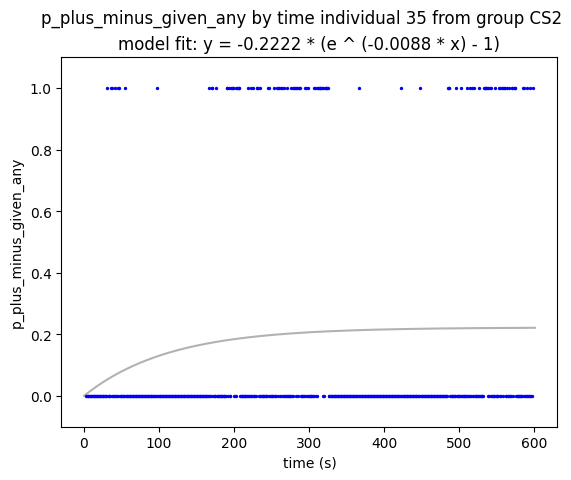 p_plus_minus_given_any by time individual 35 from group CS2
model fit: y = -0.2222 * (e ^ (-0.0088 * x) - 1)
p_plus_minus_given_any
1.0
0.8
0.6
0.4
0.2
0.0
0 100 200 300 400 500 600
time (s)